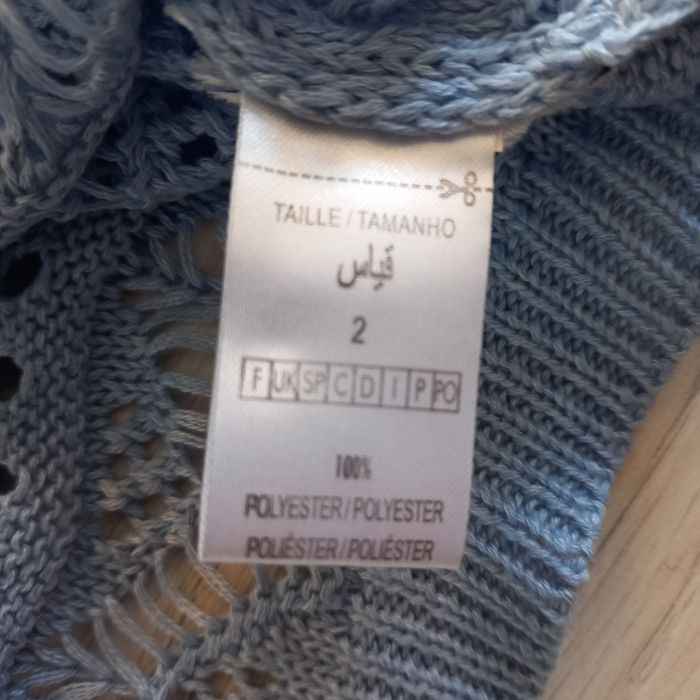 TAILLE / TAMANHO
قياس
2
F UK SP C D I P PO
100%
POLYESTER/POLYESTER
POLIÉSTER/POLIÉSTER